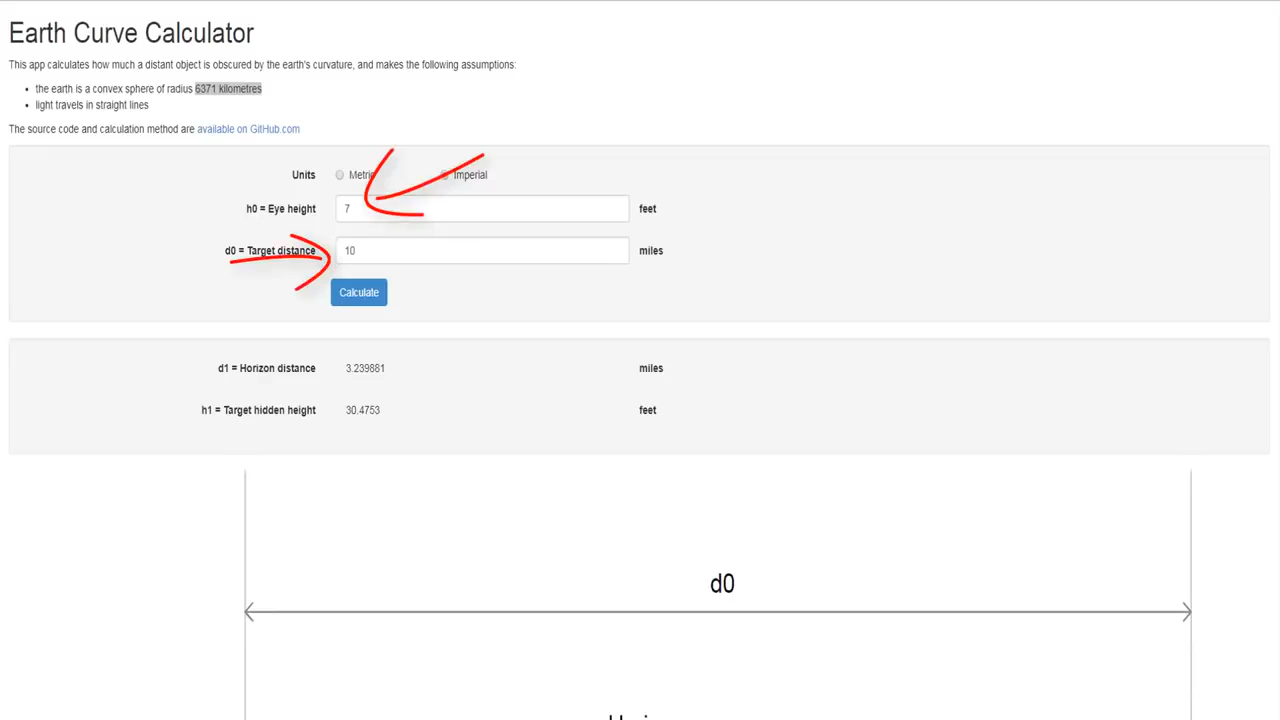 Earth Curve Calculator
This app calculates how much a distant object is obscured by the earth's curvature, and makes the following assumptions:
• the earth is a convex sphere of radius 6371 kilometres
• light travels in straight lines
The source code and calculation method are available on GitHub.com
Units Metric Imperial
h0 = Eye height 7 feet
d0 = Target distance 10 miles
Calculate
d1 = Horizon distance 3.239881 miles
h1 = Target hidden height 30.4753 feet
d0